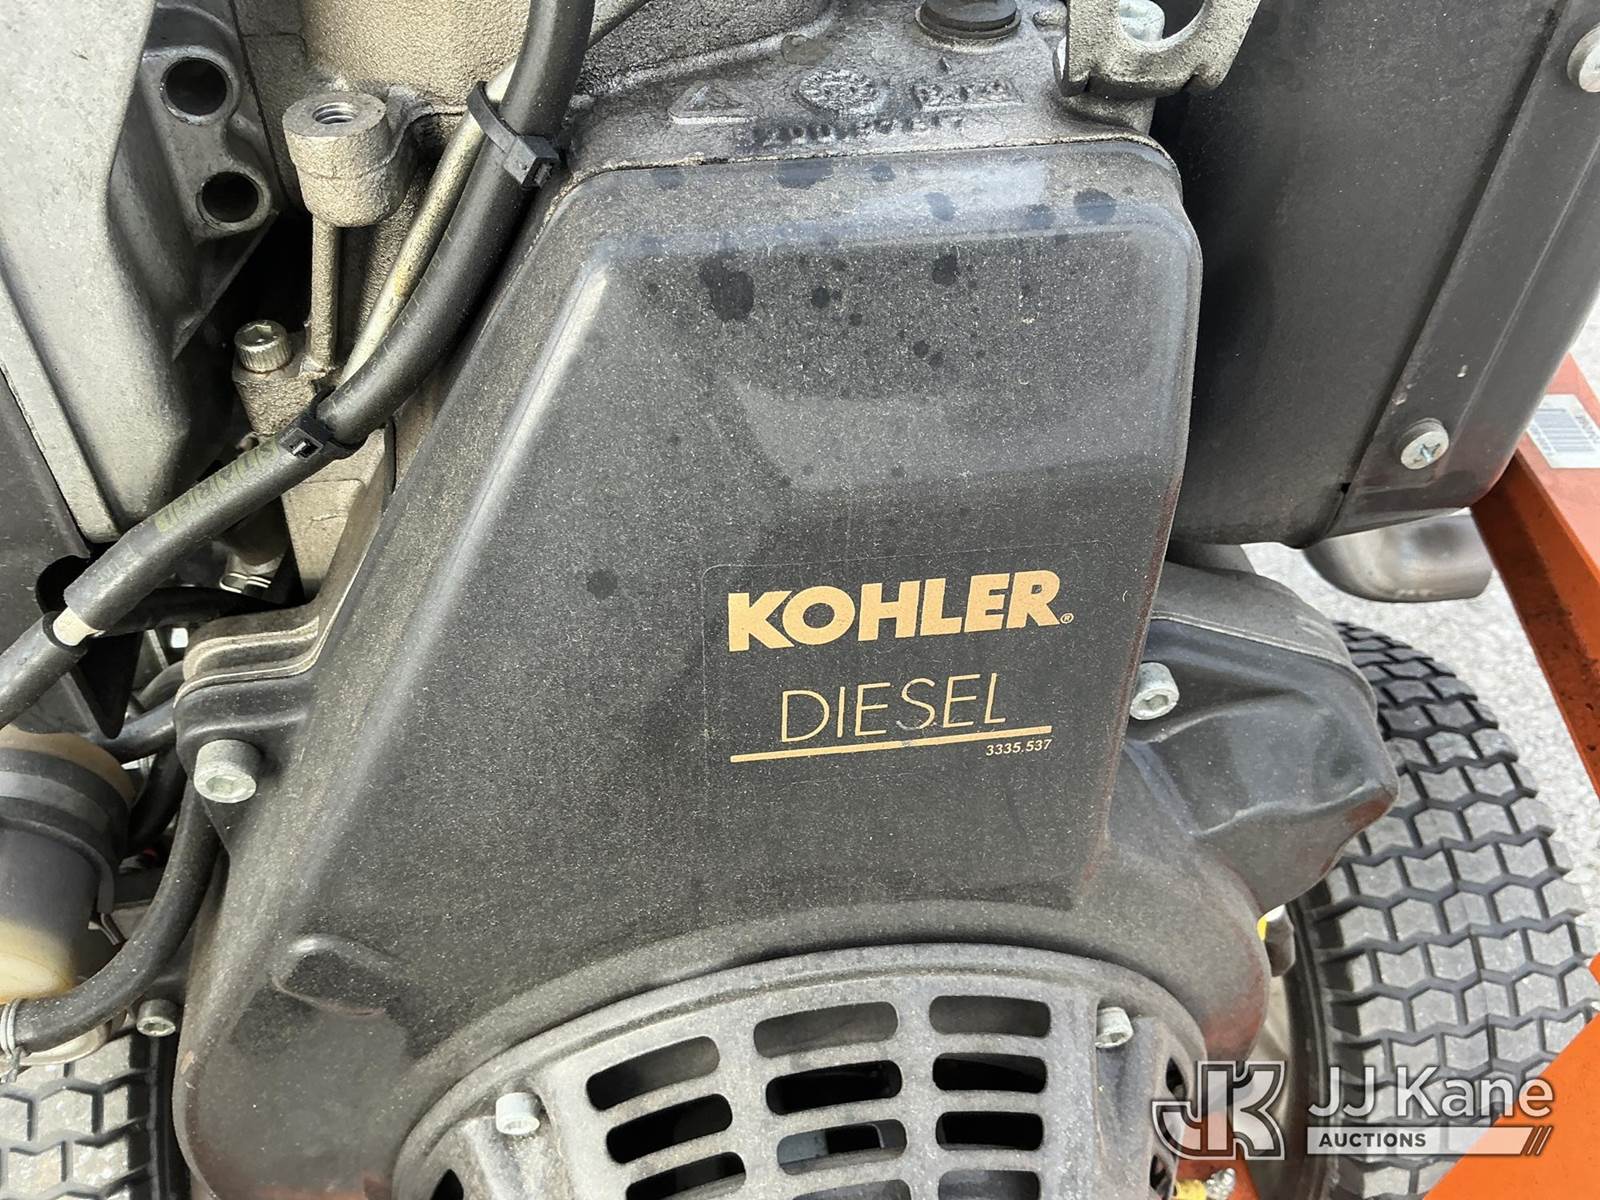 KOHLER®
DIESEL
3335.537
JJ Kane
AUCTIONS